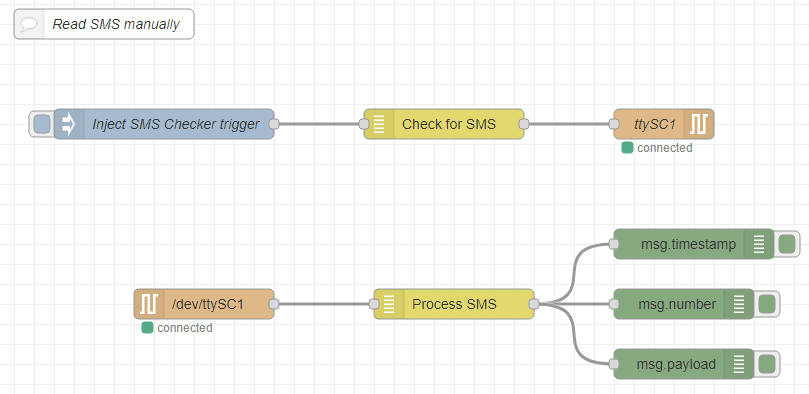 Read SMS manually
Inject SMS Checker trigger
Check for SMS
ttySC1
connected
msg.timestamp
/dev/ttySC1
Process SMS
msg.number
connected
msg.payload